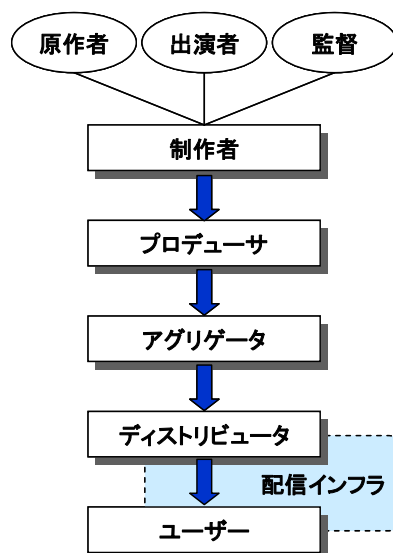 原作者
出演者
監督
制作者
プロデューサ
アグリゲータ
ディストリビュータ
配信インフラ
ユーザー